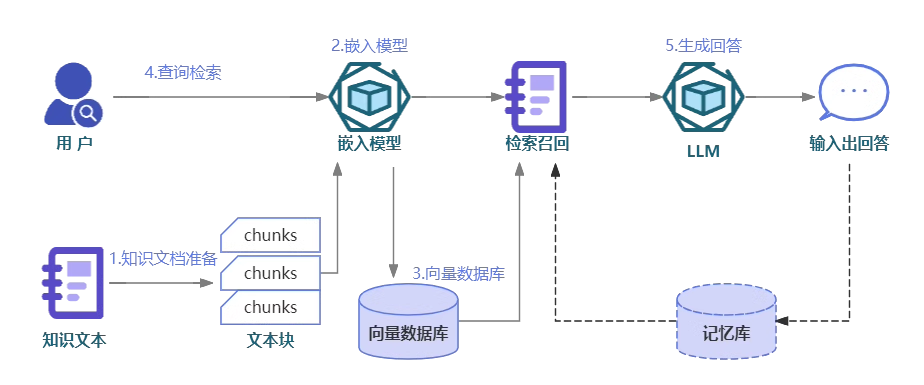 2.嵌入模型
5.生成回答
4.查询检索
用 户
嵌入模型
检索召回
LLM
输入出回答
chunks
1.知识文档准备
chunks
3.向量数据库
chunks
知识文本
文本块
向量数据库
记忆库